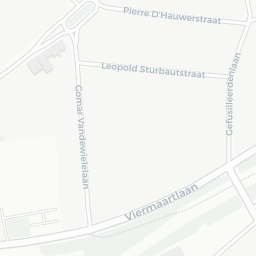 Pierre D'Hauwerstraat
Leopold Sturbautstraat
Gefusilleerdenlaan
Gomar Vandewielelaan
Viermaartlaan